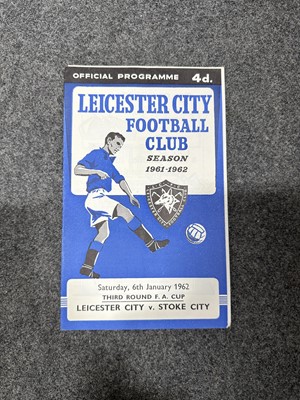 OFFICIAL PROGRAMME 4d.
LEICESTER CITY
FOOTBALL
CLUB
SEASON
1961-1962
Saturday, 6th January 1962
THIRD ROUND F. A. CUP
LEICESTER CITY v. STOKE CITY